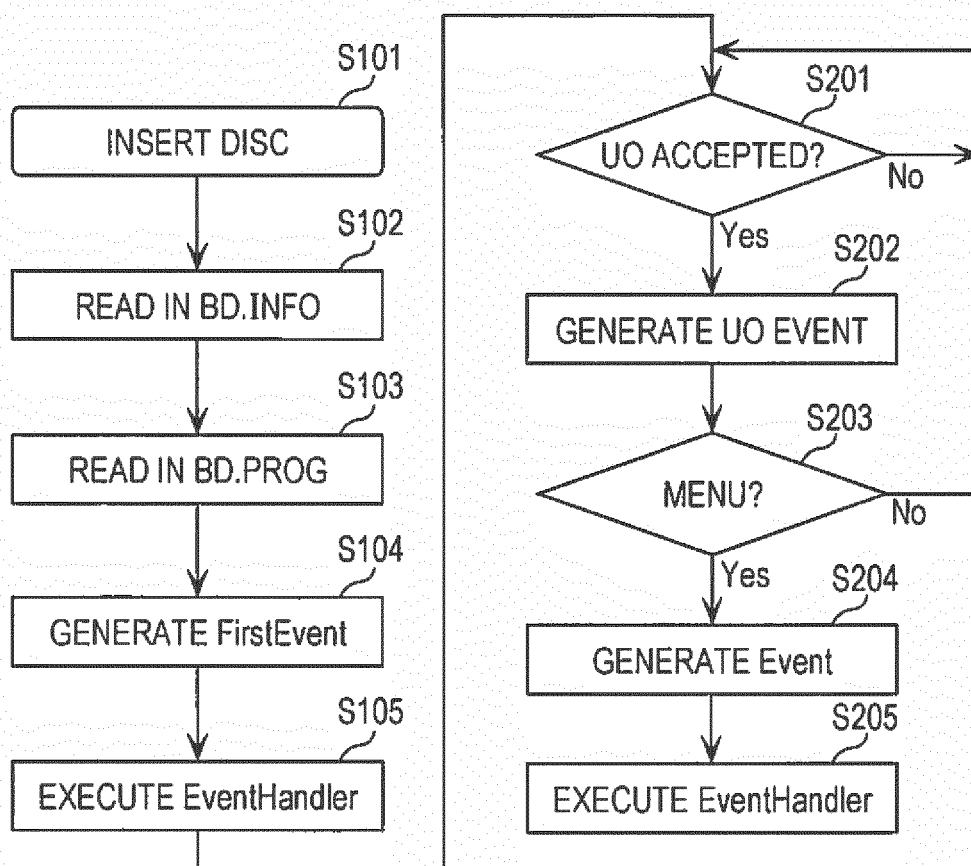 S101
INSERT DISC
S102
READ IN BD.INFO
S103
READ IN BD.PROG
S104
GENERATE FirstEvent
S105
EXECUTE EventHandler
S201
UO ACCEPTED?
No
Yes
S202
GENERATE UO EVENT
S203
MENU?
No
Yes
S204
GENERATE Event
S205
EXECUTE EventHandler